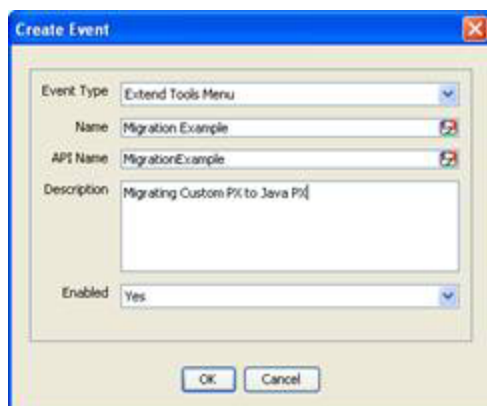 Create Event
Event Type Extend Tools Menu
Name Migration Example
API Name MigrationExample
Description Migrating Custom PX to Java PX
Enabled Yes
OK Cancel